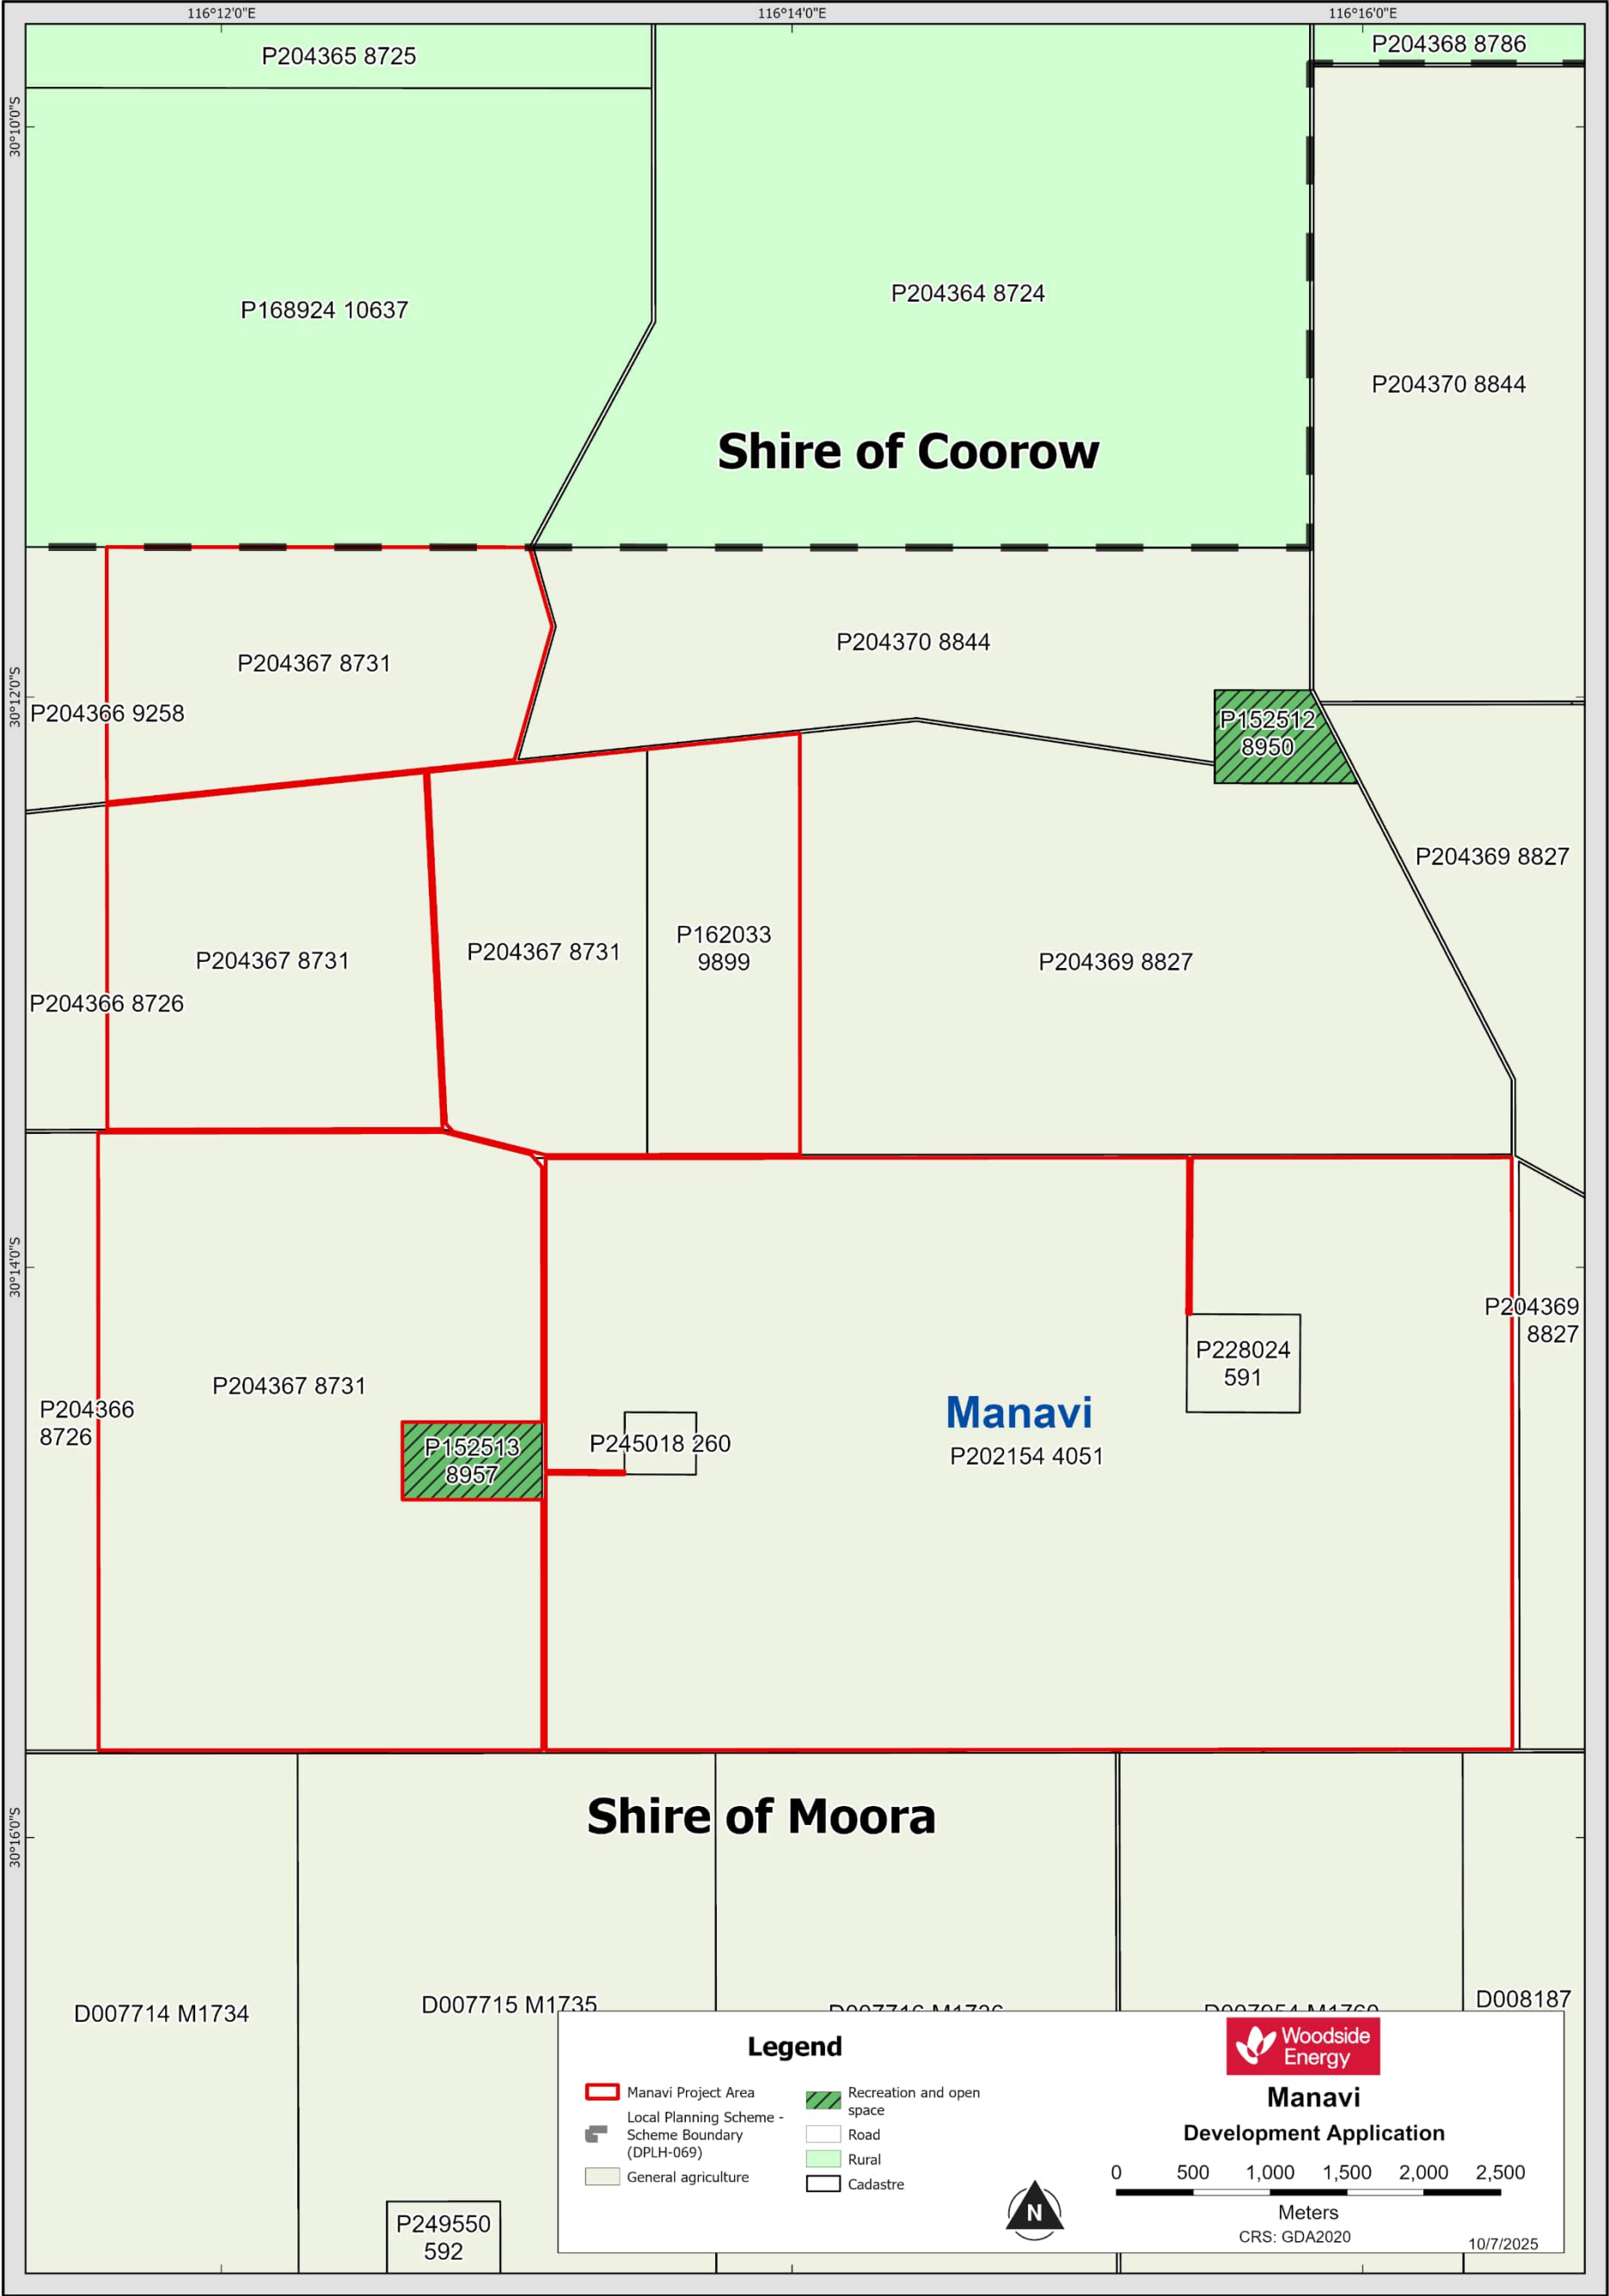 116°12'0"E
116°14'0"E
116°16'0"E
P204365 8725
P204368 8786
30°10'0"S
P168924 10637
P204364 8724
P204370 8844
Shire of Coorow
P204367 8731
P204370 8844
30°12'0"S
P204366 9258
P152512
8950
P204369 8827
P204367 8731
P204367 8731
P162033
9899
P204369 8827
P204366 8726
30°14'0"S
P204369
8827
P228024
591
P204367 8731
P204366
8726
Manavi
P202154 4051
P152513
8957
P245018 260
30°16'0"S
Shire of Moora
D007714 M1734
D007715 M1735
D007716 M1736
D008187
Legend
Manavi Project Area
Local Planning Scheme -
Scheme Boundary
(DPLH-069)
General agriculture
Recreation and open
space
Road
Rural
Cadastre
N
Woodside
Energy
Manavi
Development Application
0 500 1,000 1,500 2,000 2,500
Meters
CRS: GDA2020
10/7/2025
P249550
592